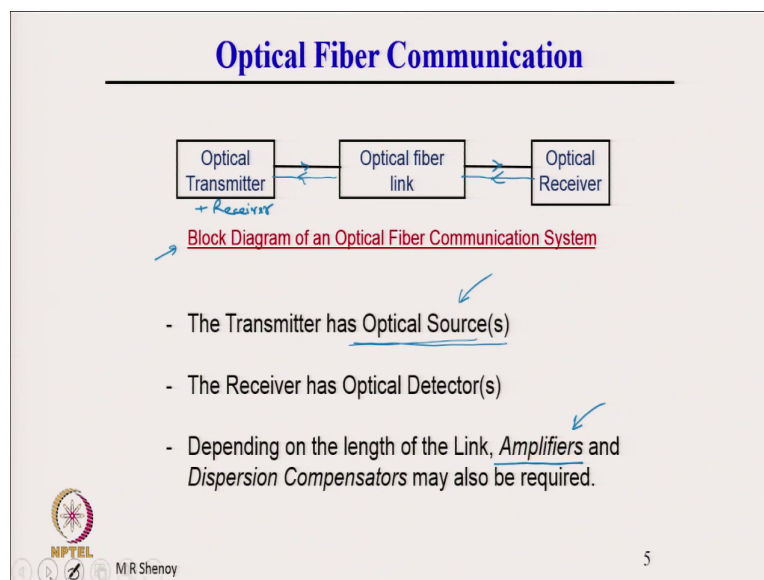 Optical Fiber Communication
Optical
Transmitter
Optical fiber
link
Optical
Receiver
+ Receiver
Block Diagram of an Optical Fiber Communication System
- The Transmitter has Optical Source(s)
- The Receiver has Optical Detector(s)
- Depending on the length of the Link, Amplifiers and
Dispersion Compensators may also be required.
NPTEL
M R Shenoy
5